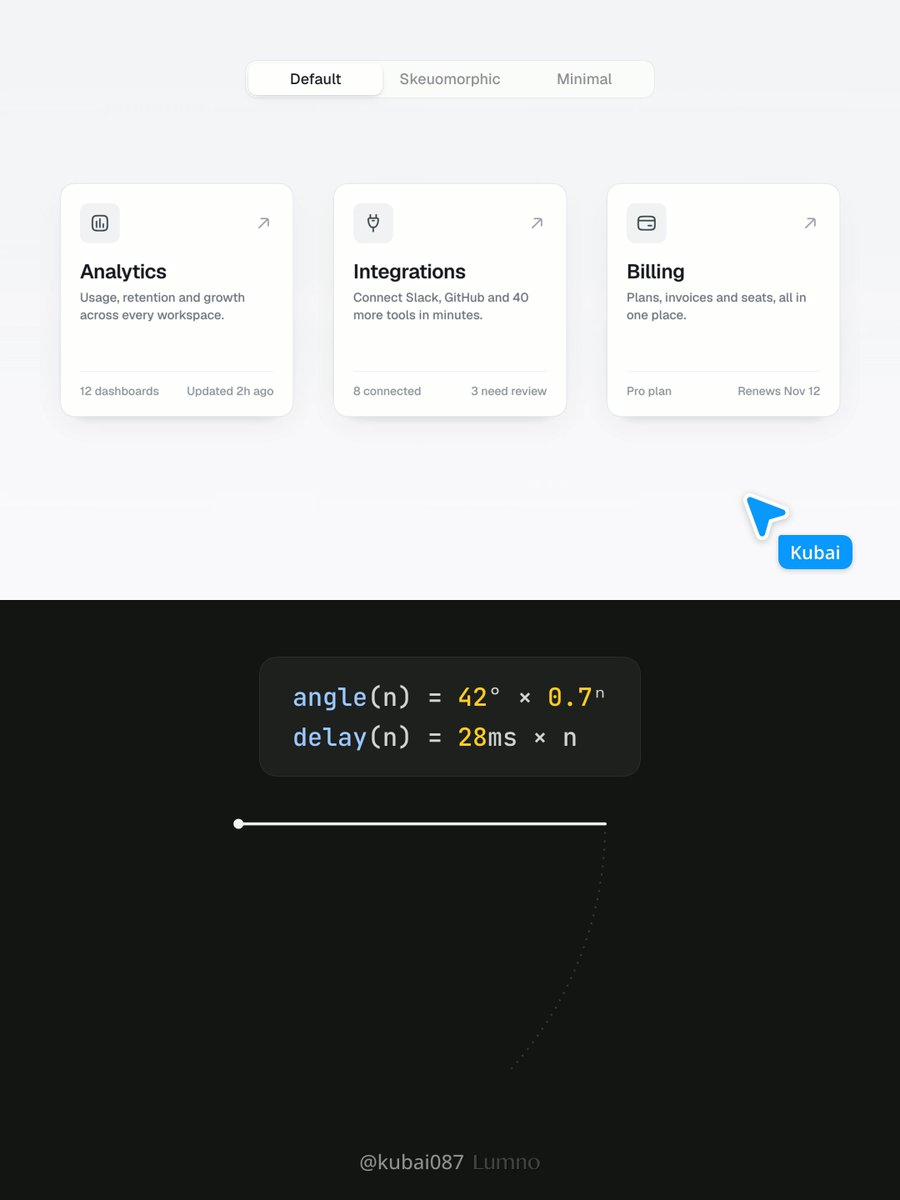 Default Skeuomorphic Minimal
Analytics
Usage, retention and growth
across every workspace.
12 dashboards Updated 2h ago
Integrations
Connect Slack, GitHub and 40
more tools in minutes.
8 connected 3 need review
Billing
Plans, invoices and seats, all in
one place.
Pro plan Renews Nov 12
Kubai
angle(n) = 42° × 0.7ⁿ
delay(n) = 28ms × n
@kubai087 Lumno